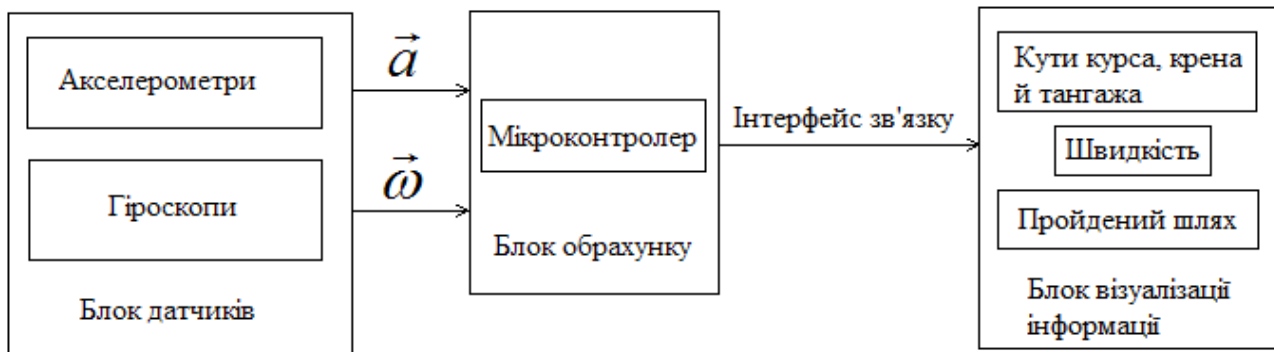 Акселерометри
Гіроскопи
Блок датчиків
a
ω
Мікроконтролер
Блок обрахунку
Інтерфейс зв'язку
Кути курса, крена
й тангажа
Швидкість
Пройдений шлях
Блок візуалізації
інформації